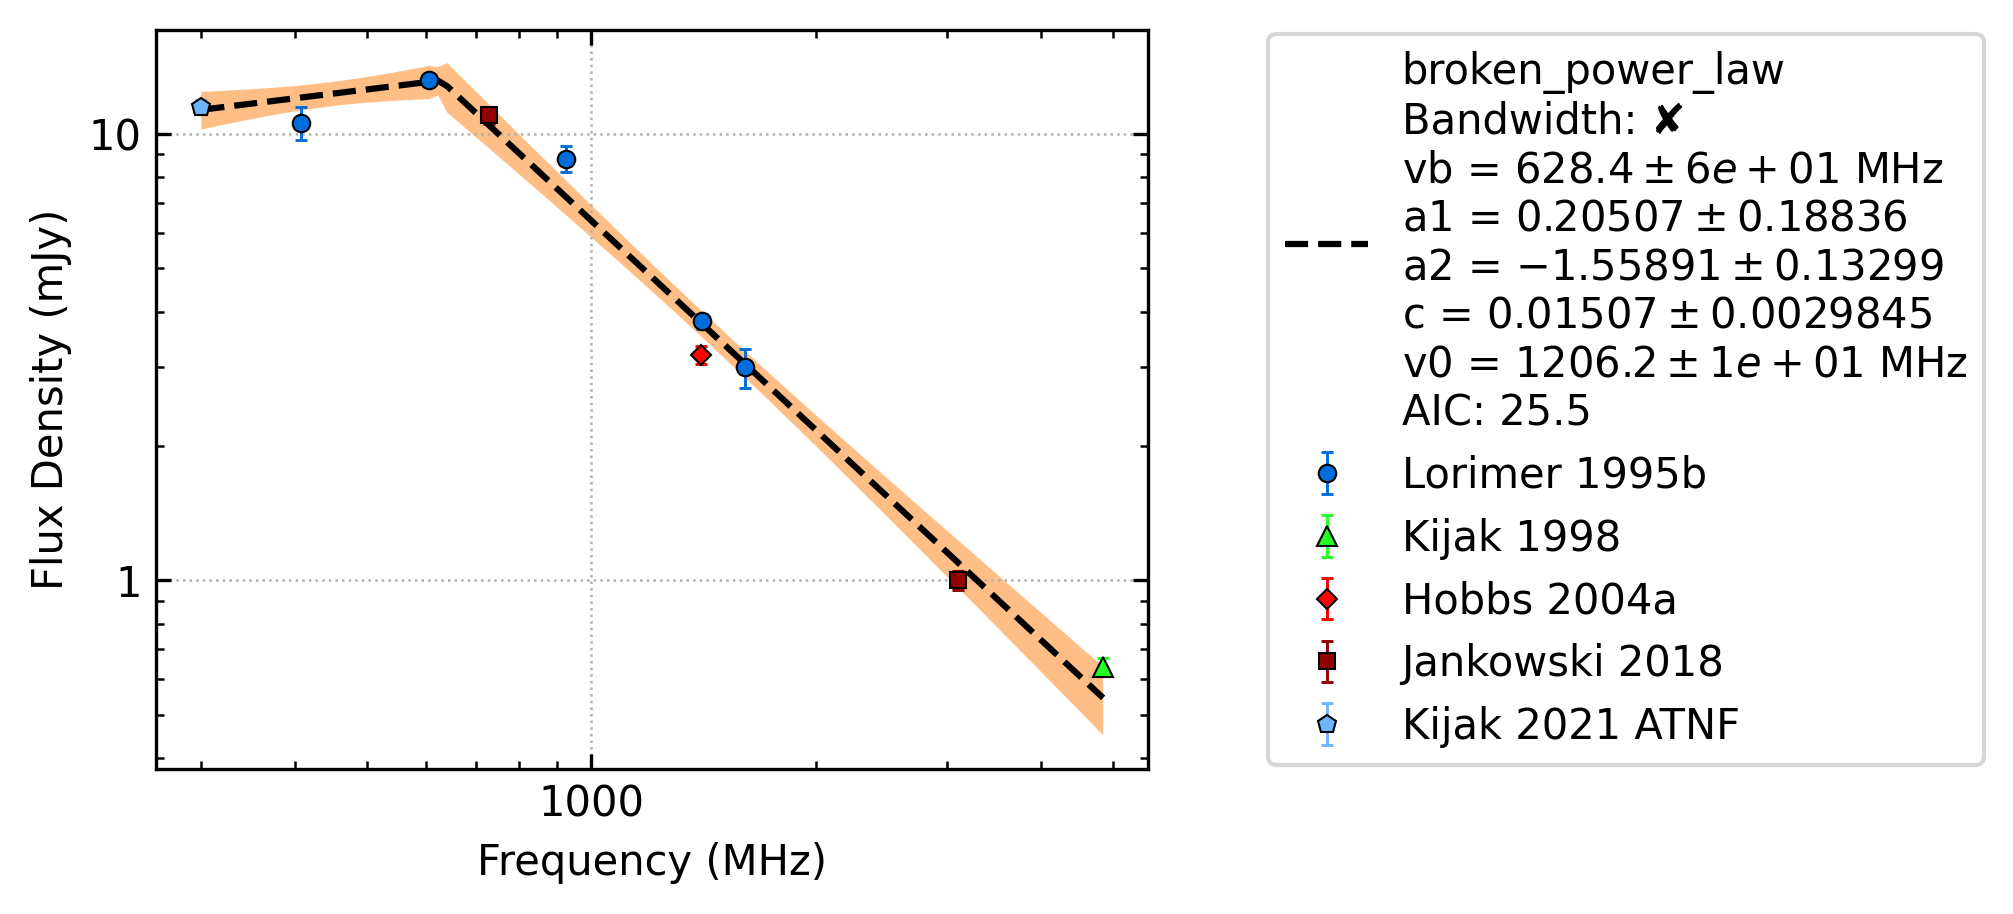 10
1
1000
Frequency (MHz)
Flux Density (mJy)
broken_power_law
Bandwidth: ✘
vb = 628.4 ± 6e + 01 MHz
a1 = 0.20507 ± 0.18836
a2 = −1.55891 ± 0.13299
c = 0.01507 ± 0.0029845
v0 = 1206.2 ± 1e + 01 MHz
AIC: 25.5
Lorimer 1995b
Kijak 1998
Hobbs 2004a
Jankowski 2018
Kijak 2021 ATNF